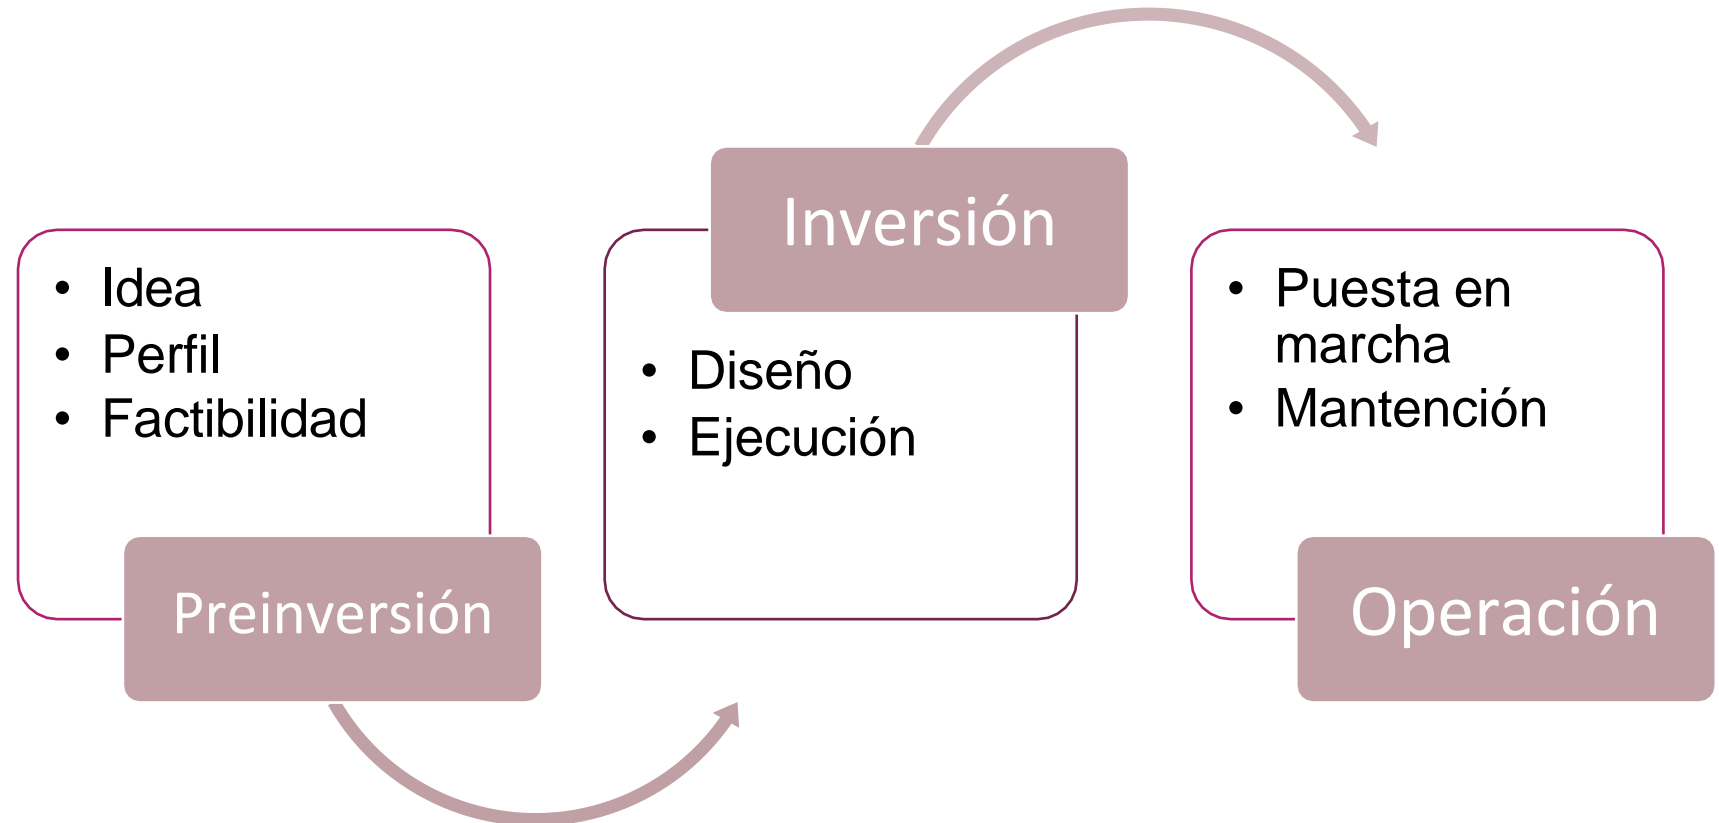 • Idea
• Perfil
• Factibilidad
Preinversión
Inversión
• Diseño
• Ejecución
• Puesta en
marcha
• Mantención
Operación